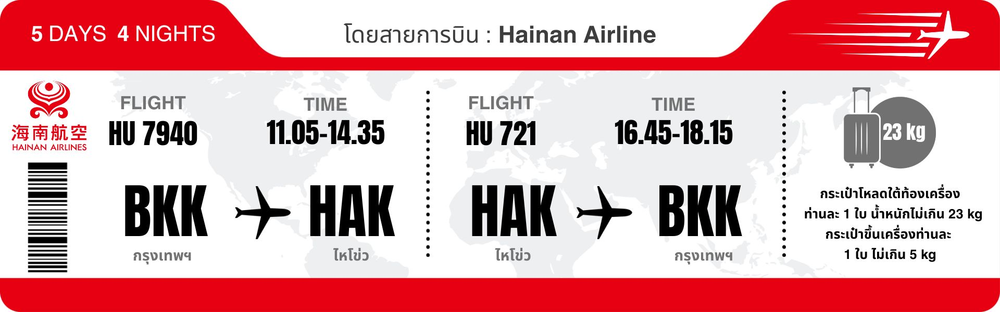 5 DAYS 4 NIGHTS
โดยสายการบิน : Hainan Airline
海南航空
HAINAN AIRLINES
FLIGHT
HU 7940
TIME
11.05-14.35
BKK
กรุงเทพฯ
HAK
ไหโข่ว
FLIGHT
HU 721
TIME
16.45-18.15
HAK
ไหโข่ว
BKK
กรุงเทพฯ
23 kg
กระเป๋าโหลดใต้ท้องเครื่อง
ท่านละ 1 ใบ น้ำหนักไม่เกิน 23 kg
กระเป๋าขึ้นเครื่องท่านละ
1 ใบ ไม่เกิน 5 kg